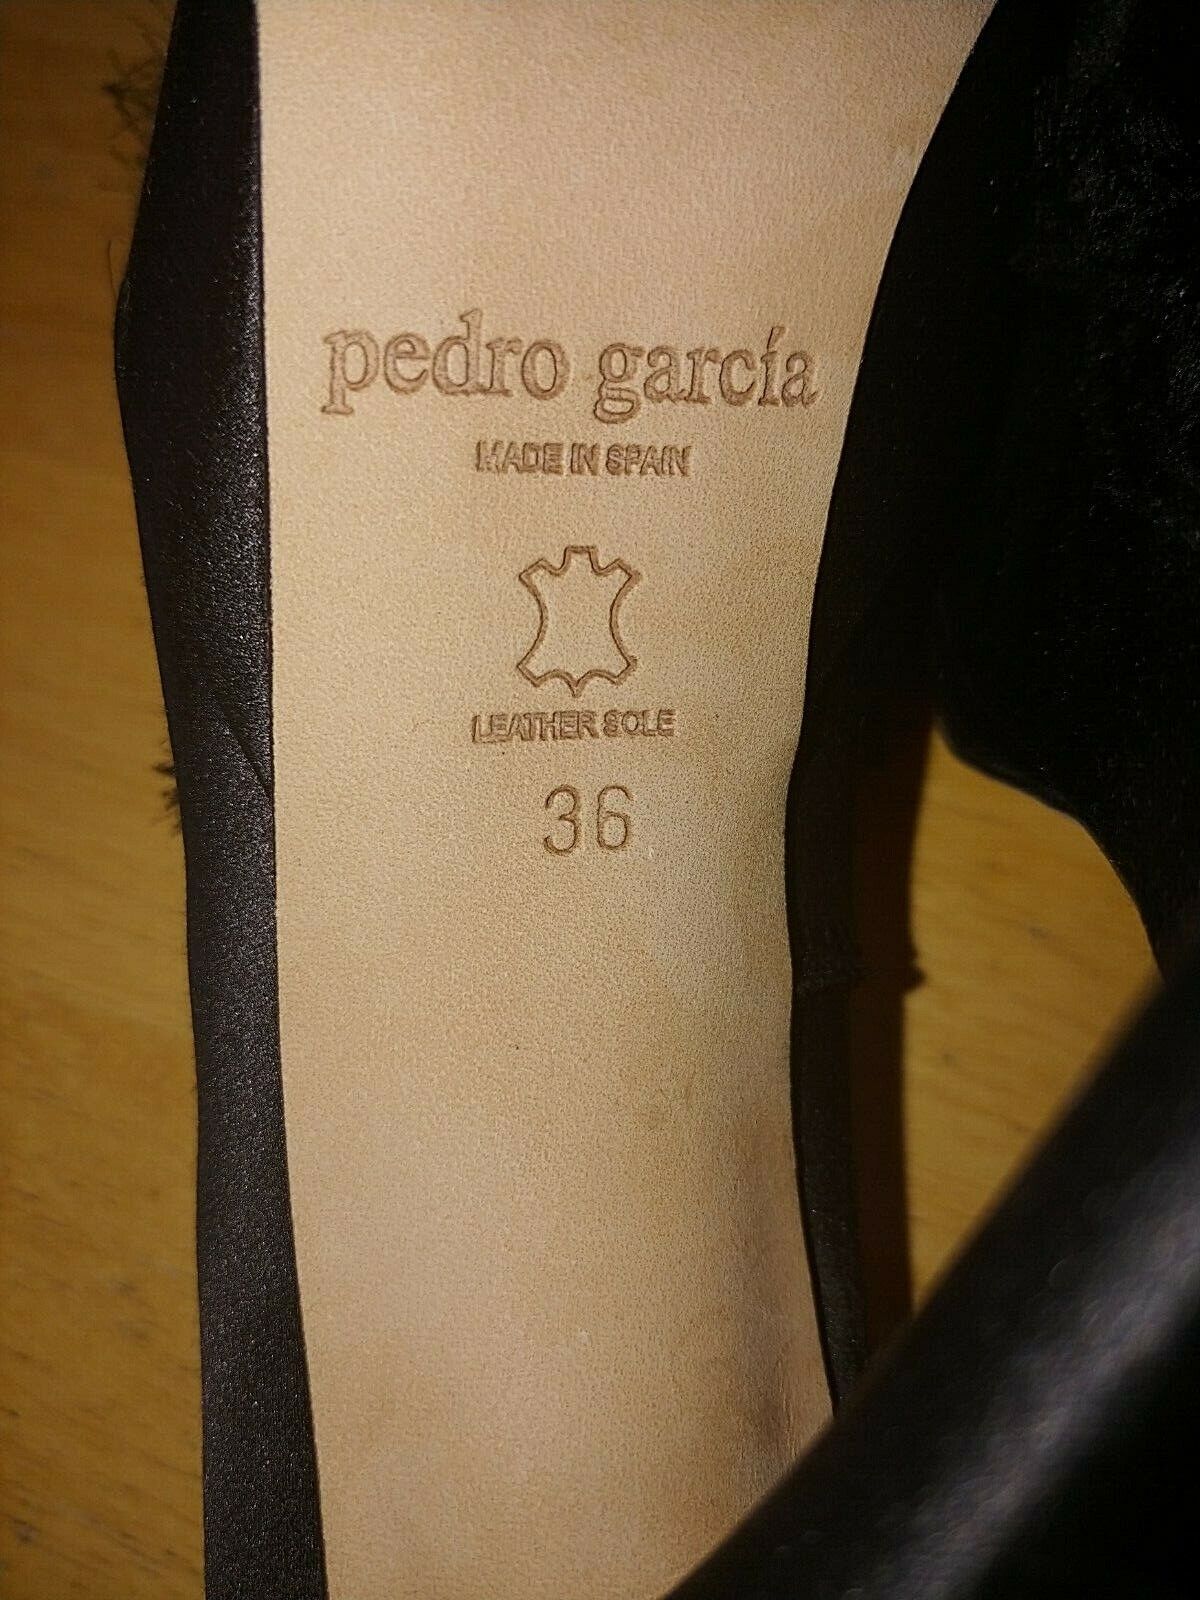 pedro garcía
MADE IN SPAIN
LEATHER SOLE
36